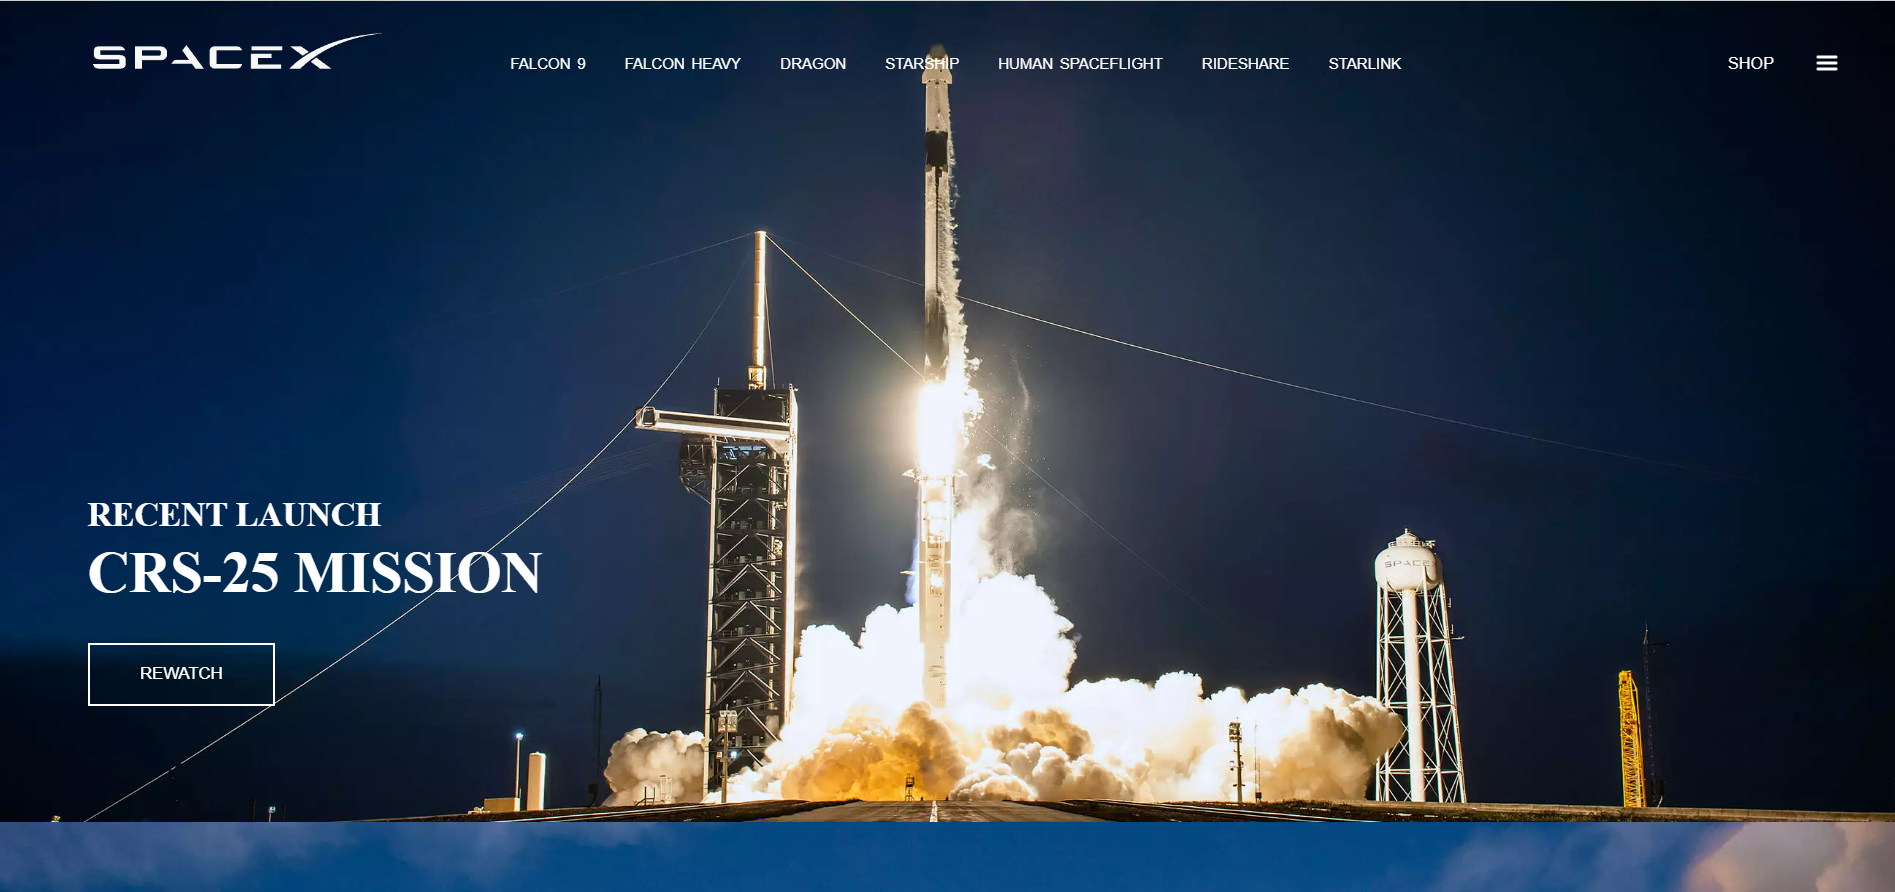 SPACEX
FALCON 9 FALCON HEAVY DRAGON STARSHIP HUMAN SPACEFLIGHT RIDESHARE STARLINK SHOP
RECENT LAUNCH
CRS-25 MISSION
REWATCH
SPACEX